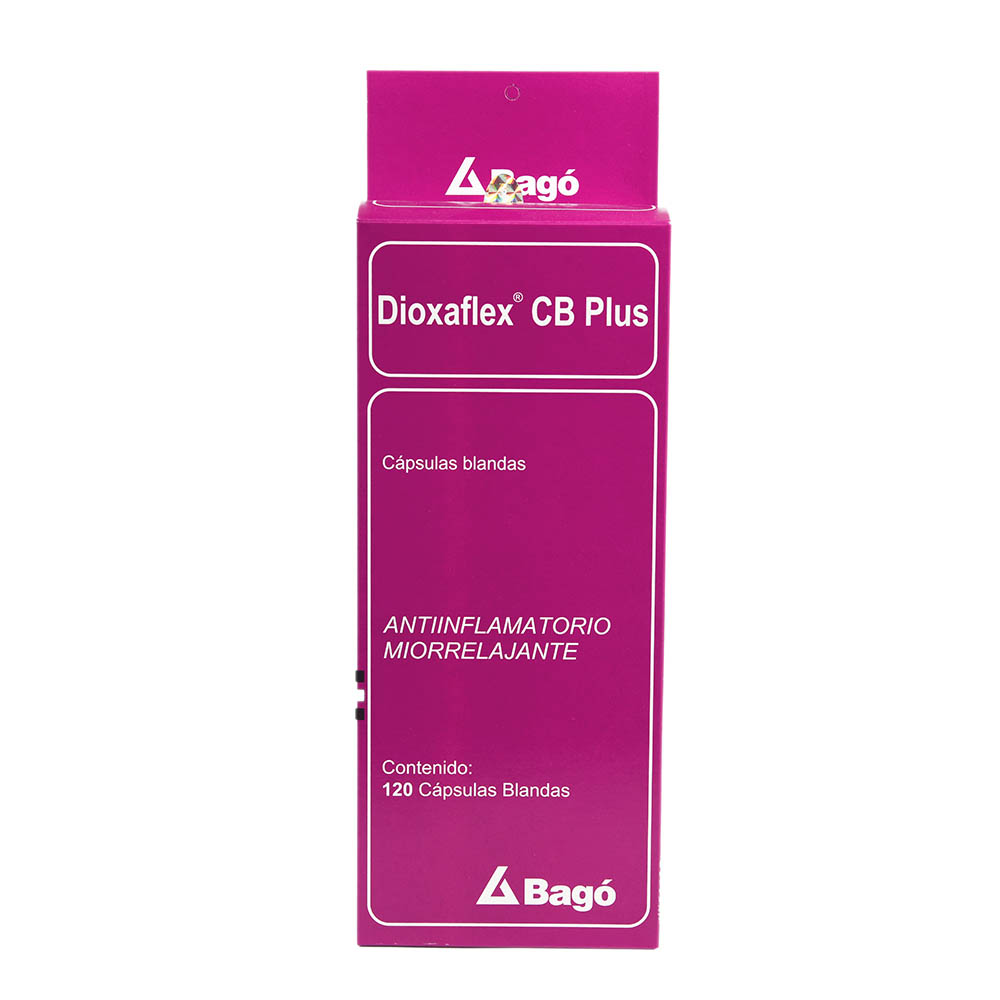 Bagó
Dioxaflex® CB Plus
Cápsulas blandas
ANTIINFLAMATORIO
MIORRELAJANTE
Contenido:
120 Cápsulas Blandas
Bagó